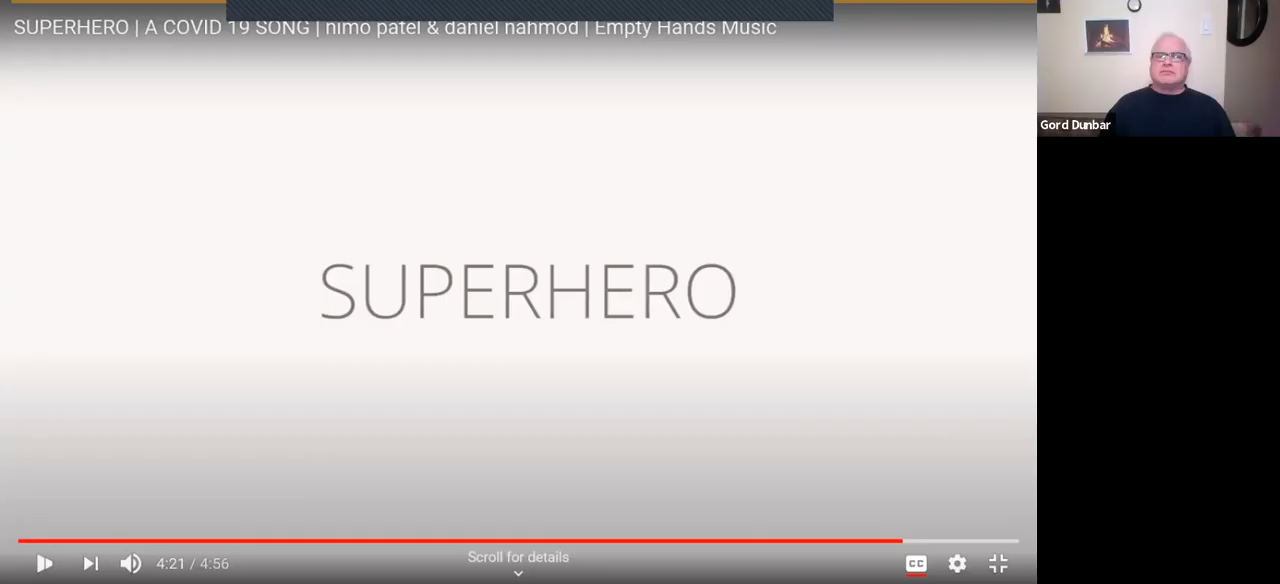 SUPERHERO | A COVID 19 SONG | nimo patel & daniel nahmod | Empty Hands Music
Gord Dunbar
SUPERHERO
4:21 / 4:56
Scroll for details
CC